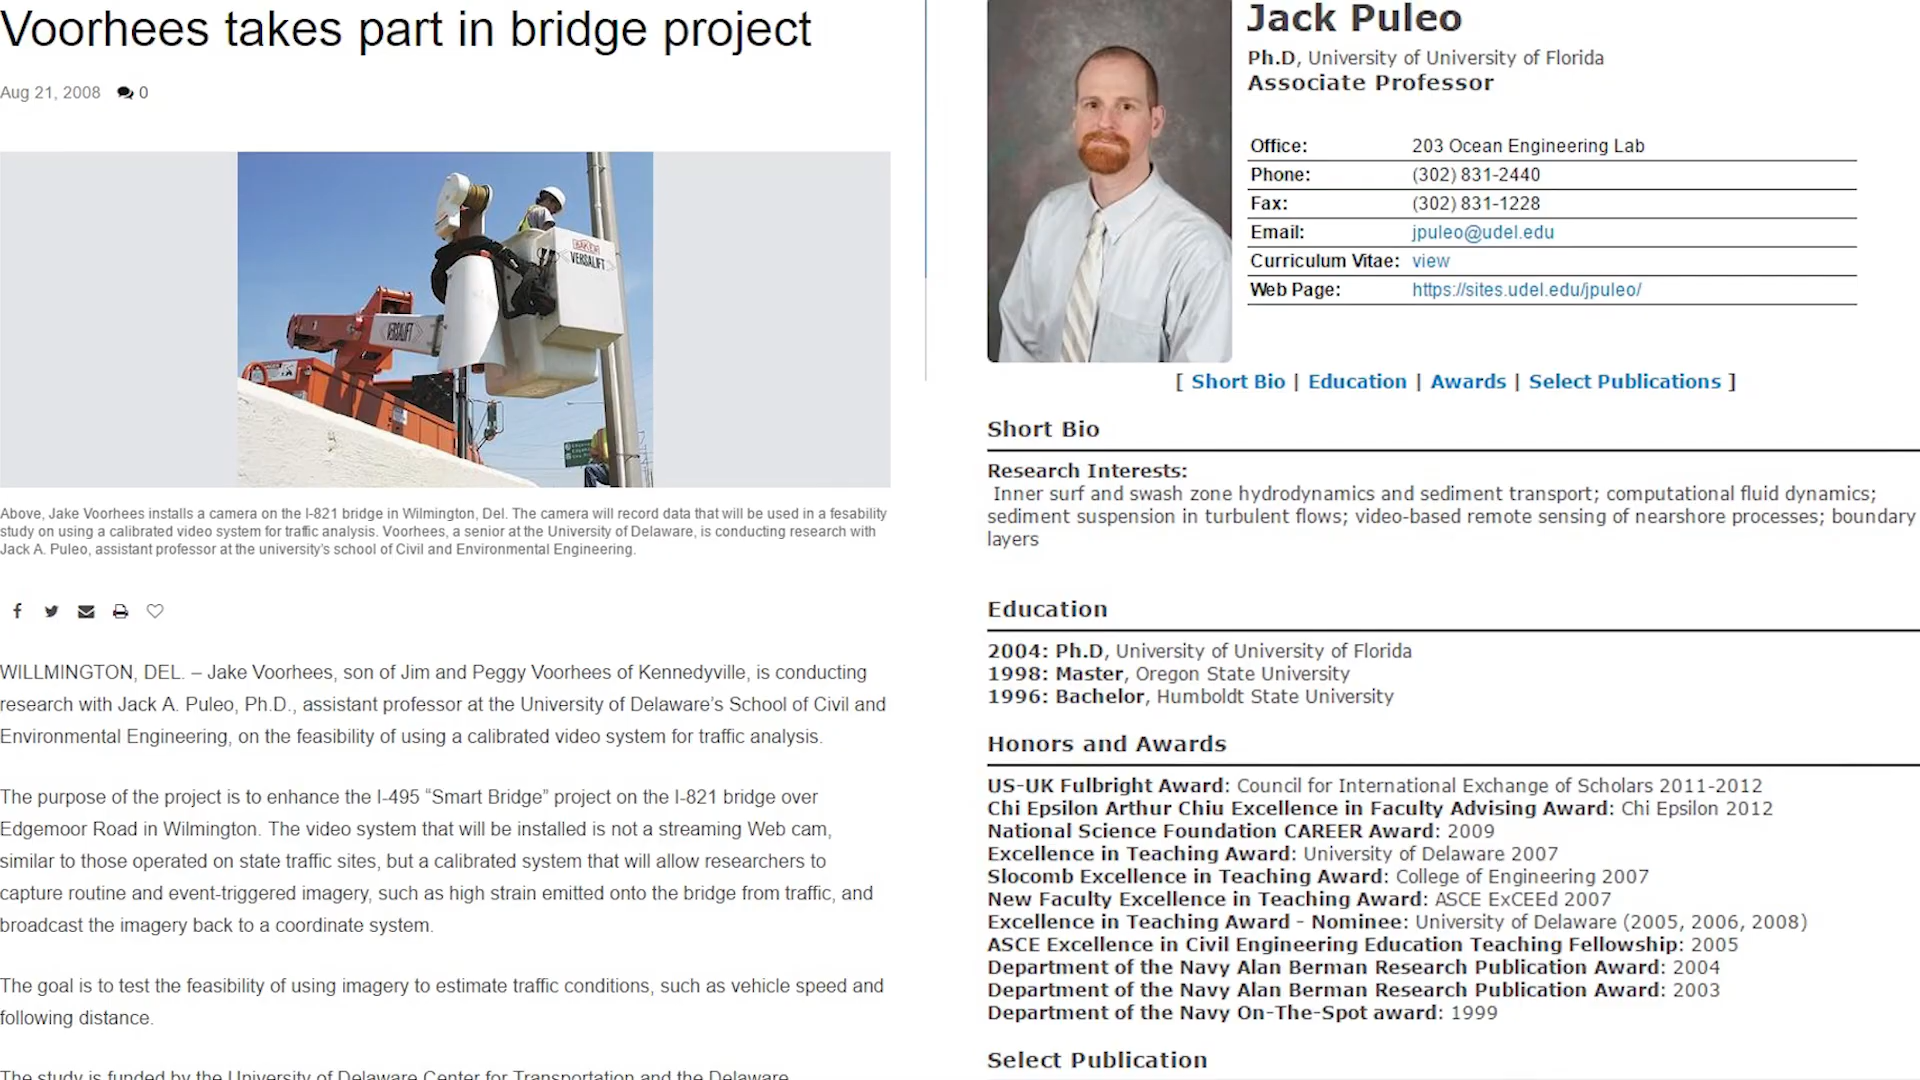 Voorhees takes part in bridge project
Aug 21, 2008 0
BAKER
VERSALIFT
VERSALIFT
Above, Jake Voorhees installs a camera on the I-821 bridge in Wilmington, Del. The camera will record data that will be used in a fesability
study on using a calibrated video system for traffic analysis. Voorhees, a senior at the University of Delaware, is conducting research with
Jack A. Puleo, assistant professor at the university's school of Civil and Environmental Engineering.
WILLMINGTON, DEL. – Jake Voorhees, son of Jim and Peggy Voorhees of Kennedyville, is conducting
research with Jack A. Puleo, Ph.D., assistant professor at the University of Delaware’s School of Civil and
Environmental Engineering, on the feasibility of using a calibrated video system for traffic analysis.
The purpose of the project is to enhance the I-495 “Smart Bridge” project on the I-821 bridge over
Edgemoor Road in Wilmington. The video system that will be installed is not a streaming Web cam,
similar to those operated on state traffic sites, but a calibrated system that will allow researchers to
capture routine and event-triggered imagery, such as high strain emitted onto the bridge from traffic, and
broadcast the imagery back to a coordinate system.
The goal is to test the feasibility of using imagery to estimate traffic conditions, such as vehicle speed and
following distance.
The study is funded by the University of Delaware Center for Transportation and the Delaware
Jack Puleo
Ph.D, University of University of Florida
Associate Professor
Office: 203 Ocean Engineering Lab
Phone: (302) 831-2440
Fax: (302) 831-1228
Email: jpuleo@udel.edu
Curriculum Vitae: view
Web Page: https://sites.udel.edu/jpuleo/
[ Short Bio | Education | Awards | Select Publications ]
Short Bio
Research Interests:
Inner surf and swash zone hydrodynamics and sediment transport; computational fluid dynamics;
sediment suspension in turbulent flows; video-based remote sensing of nearshore processes; boundary
layers
Education
2004: Ph.D, University of University of Florida
1998: Master, Oregon State University
1996: Bachelor, Humboldt State University
Honors and Awards
US-UK Fulbright Award: Council for International Exchange of Scholars 2011-2012
Chi Epsilon Arthur Chiu Excellence in Faculty Advising Award: Chi Epsilon 2012
National Science Foundation CAREER Award: 2009
Excellence in Teaching Award: University of Delaware 2007
Slocomb Excellence in Teaching Award: College of Engineering 2007
New Faculty Excellence in Teaching Award: ASCE ExCEEd 2007
Excellence in Teaching Award - Nominee: University of Delaware (2005, 2006, 2008)
ASCE Excellence in Civil Engineering Education Teaching Fellowship: 2005
Department of the Navy Alan Berman Research Publication Award: 2004
Department of the Navy Alan Berman Research Publication Award: 2003
Department of the Navy On-The-Spot award: 1999
Select Publication